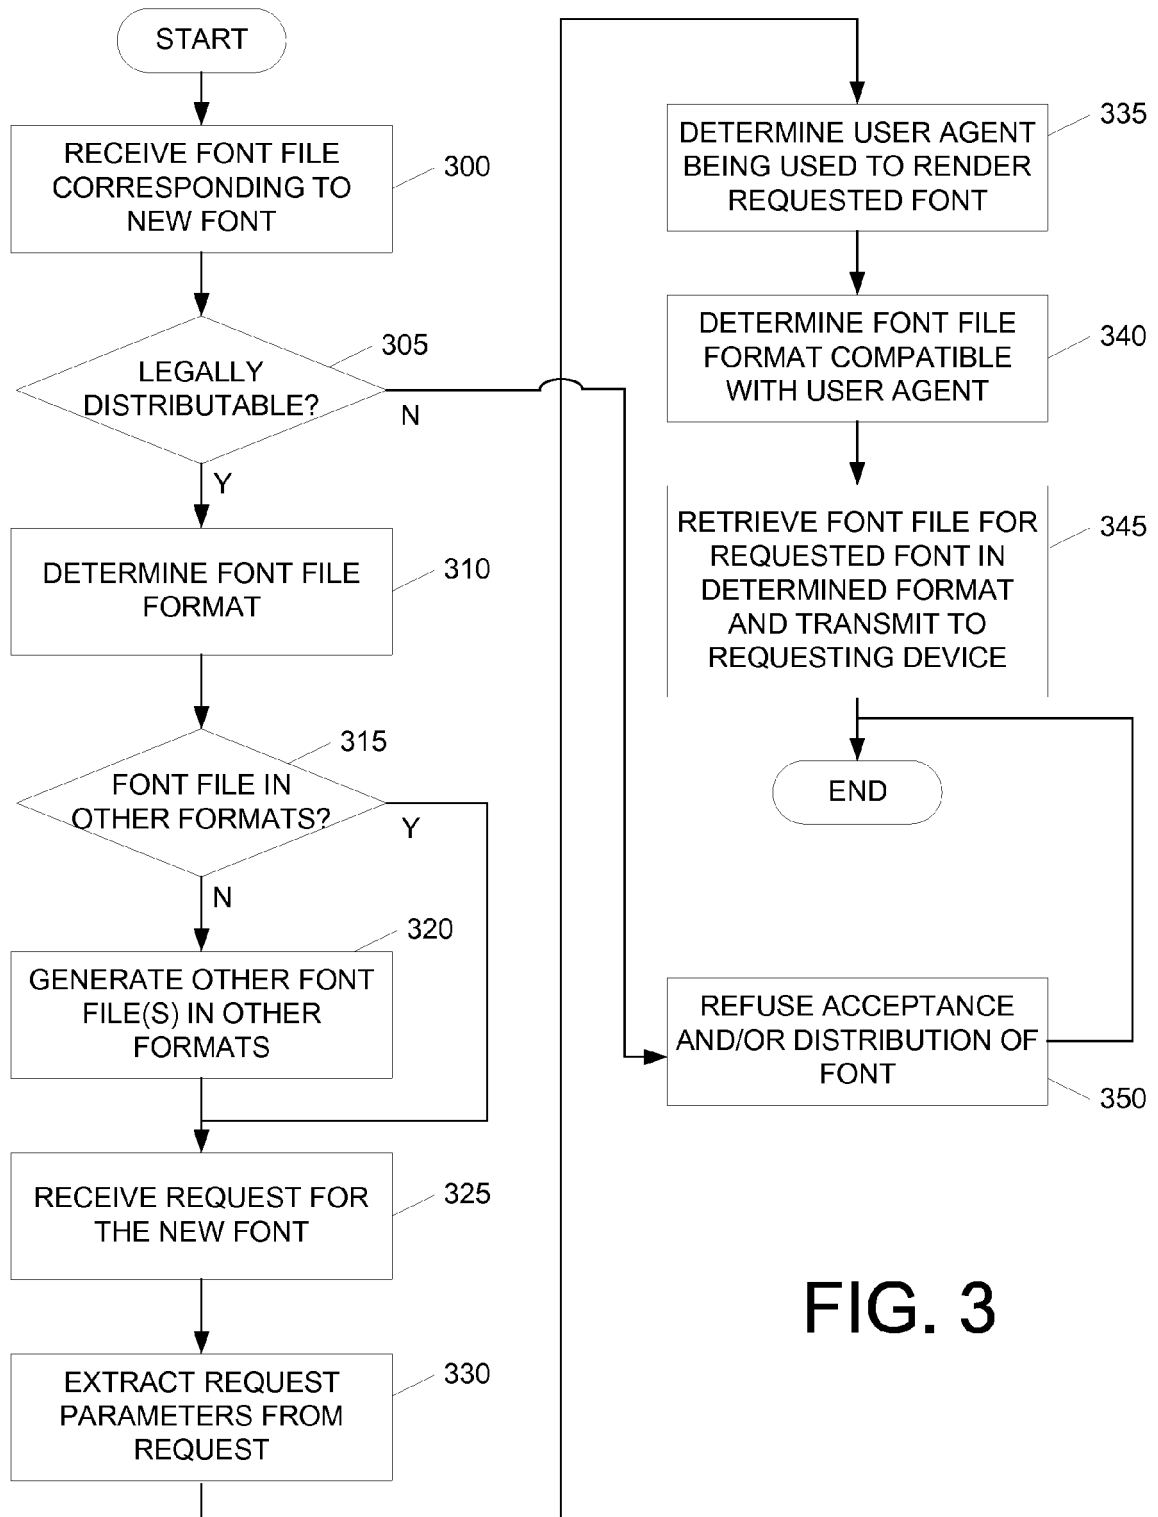 START
RECEIVE FONT FILE
CORRESPONDING TO
NEW FONT
300
LEGALLY
DISTRIBUTABLE?
305
N
Y
DETERMINE FONT FILE
FORMAT
310
FONT FILE IN
OTHER FORMATS?
315
Y
N
GENERATE OTHER FONT
FILE(S) IN OTHER
FORMATS
320
RECEIVE REQUEST FOR
THE NEW FONT
325
EXTRACT REQUEST
PARAMETERS FROM
REQUEST
330
DETERMINE USER AGENT
BEING USED TO RENDER
REQUESTED FONT
335
DETERMINE FONT FILE
FORMAT COMPATIBLE
WITH USER AGENT
340
RETRIEVE FONT FILE FOR
REQUESTED FONT IN
DETERMINED FORMAT
AND TRANSMIT TO
REQUESTING DEVICE
345
END
REFUSE ACCEPTANCE
AND/OR DISTRIBUTION OF
FONT
350
FIG. 3